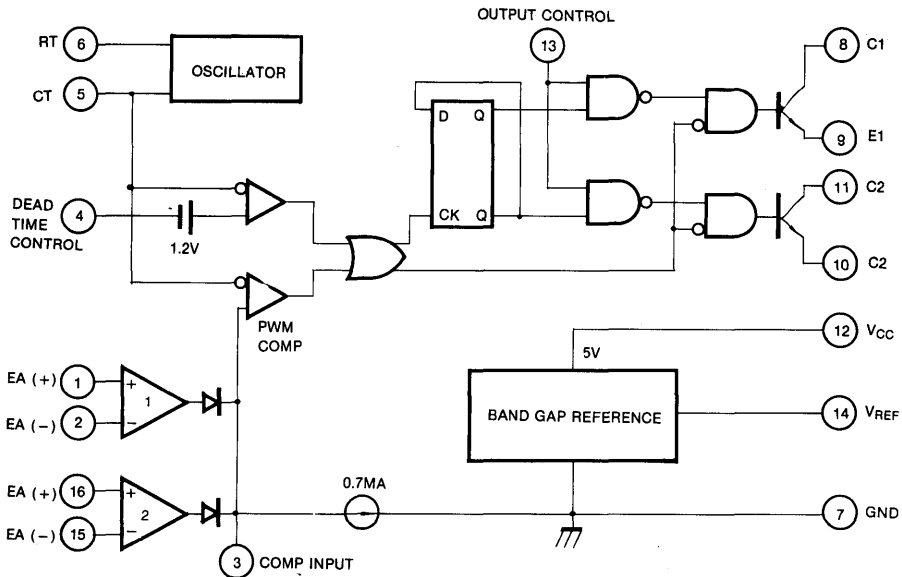 OUTPUT CONTROL
RT 6
OSCILLATOR
13
8 C1
CT 5
D Q
9 E1
DEAD TIME CONTROL 4
1.2V
CK Q
11 C2
10 C2
PWM COMP
12 VCC
5V
EA (+) 1
+
1
BAND GAP REFERENCE
14 VREF
EA (−) 2
−
EA (+) 16
+
2
0.7MA
7 GND
EA (−) 15
−
3 COMP INPUT